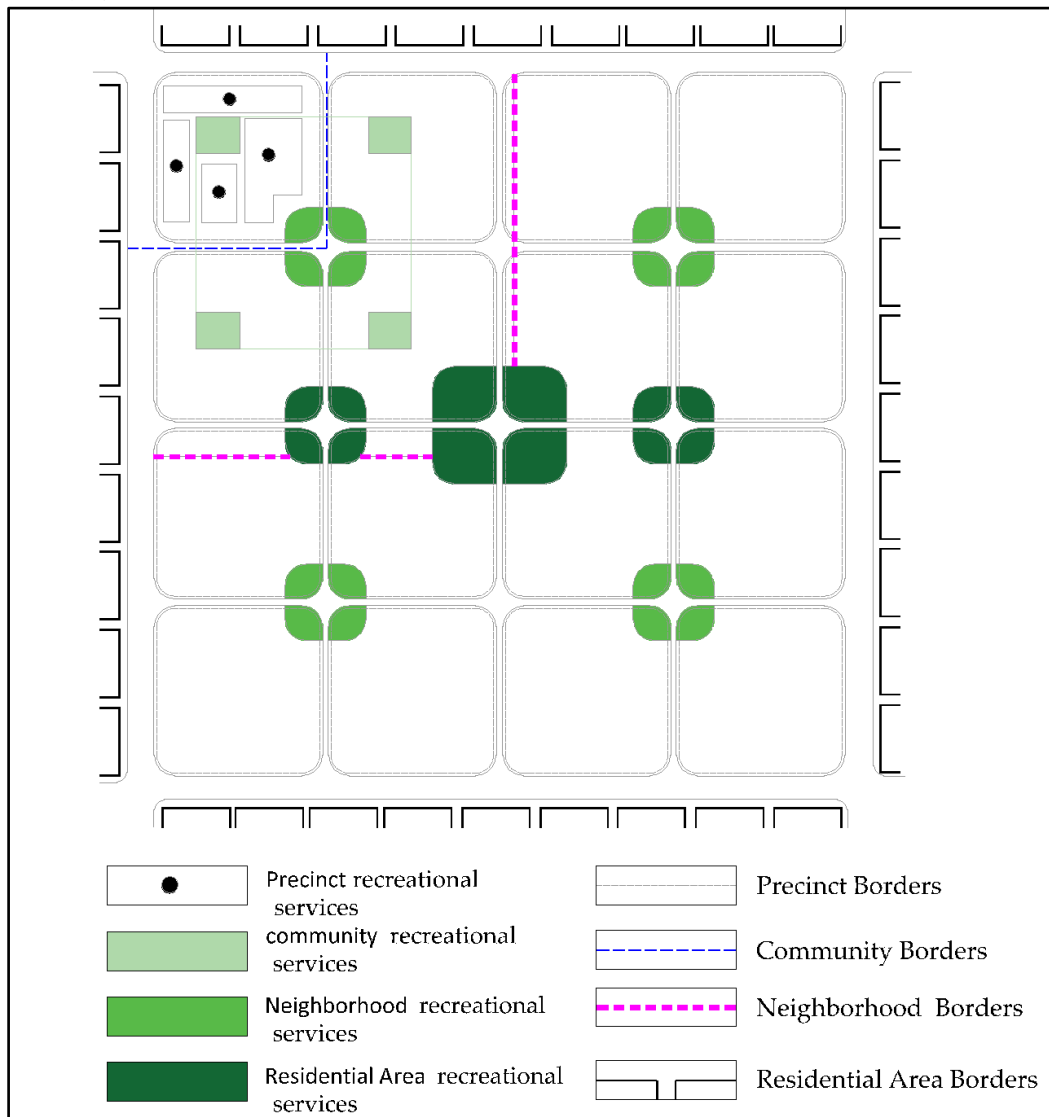 Precinct recreational
services
community recreational
services
Neighborhood recreational
services
Residential Area recreational
services
Precinct Borders
Community Borders
Neighborhood Borders
Residential Area Borders